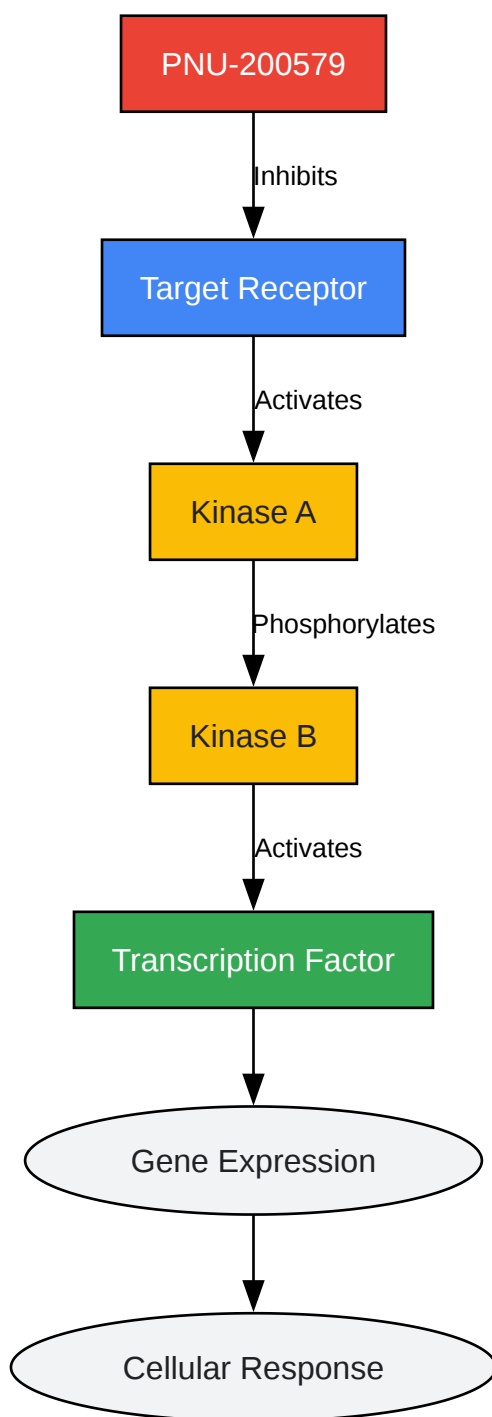 PNU-200579
Inhibits
Target Receptor
Activates
Kinase A
Phosphorylates
Kinase B
Activates
Transcription Factor
Gene Expression
Cellular Response